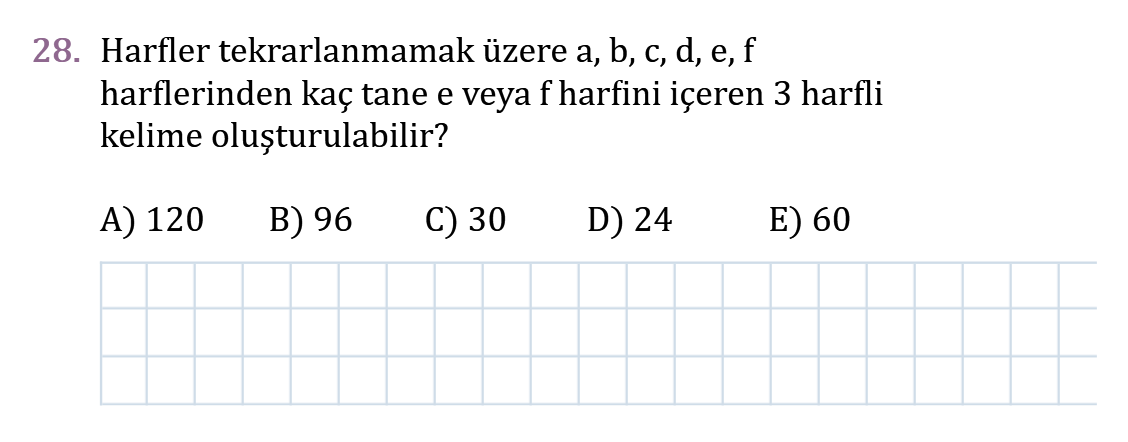 28. Harfler tekrarlanmamak üzere a, b, c, d, e, f
harflerinden kaç tane e veya f harfini içeren 3 harfli
kelime oluşturulabilir?
A) 120 B) 96 C) 30 D) 24 E) 60